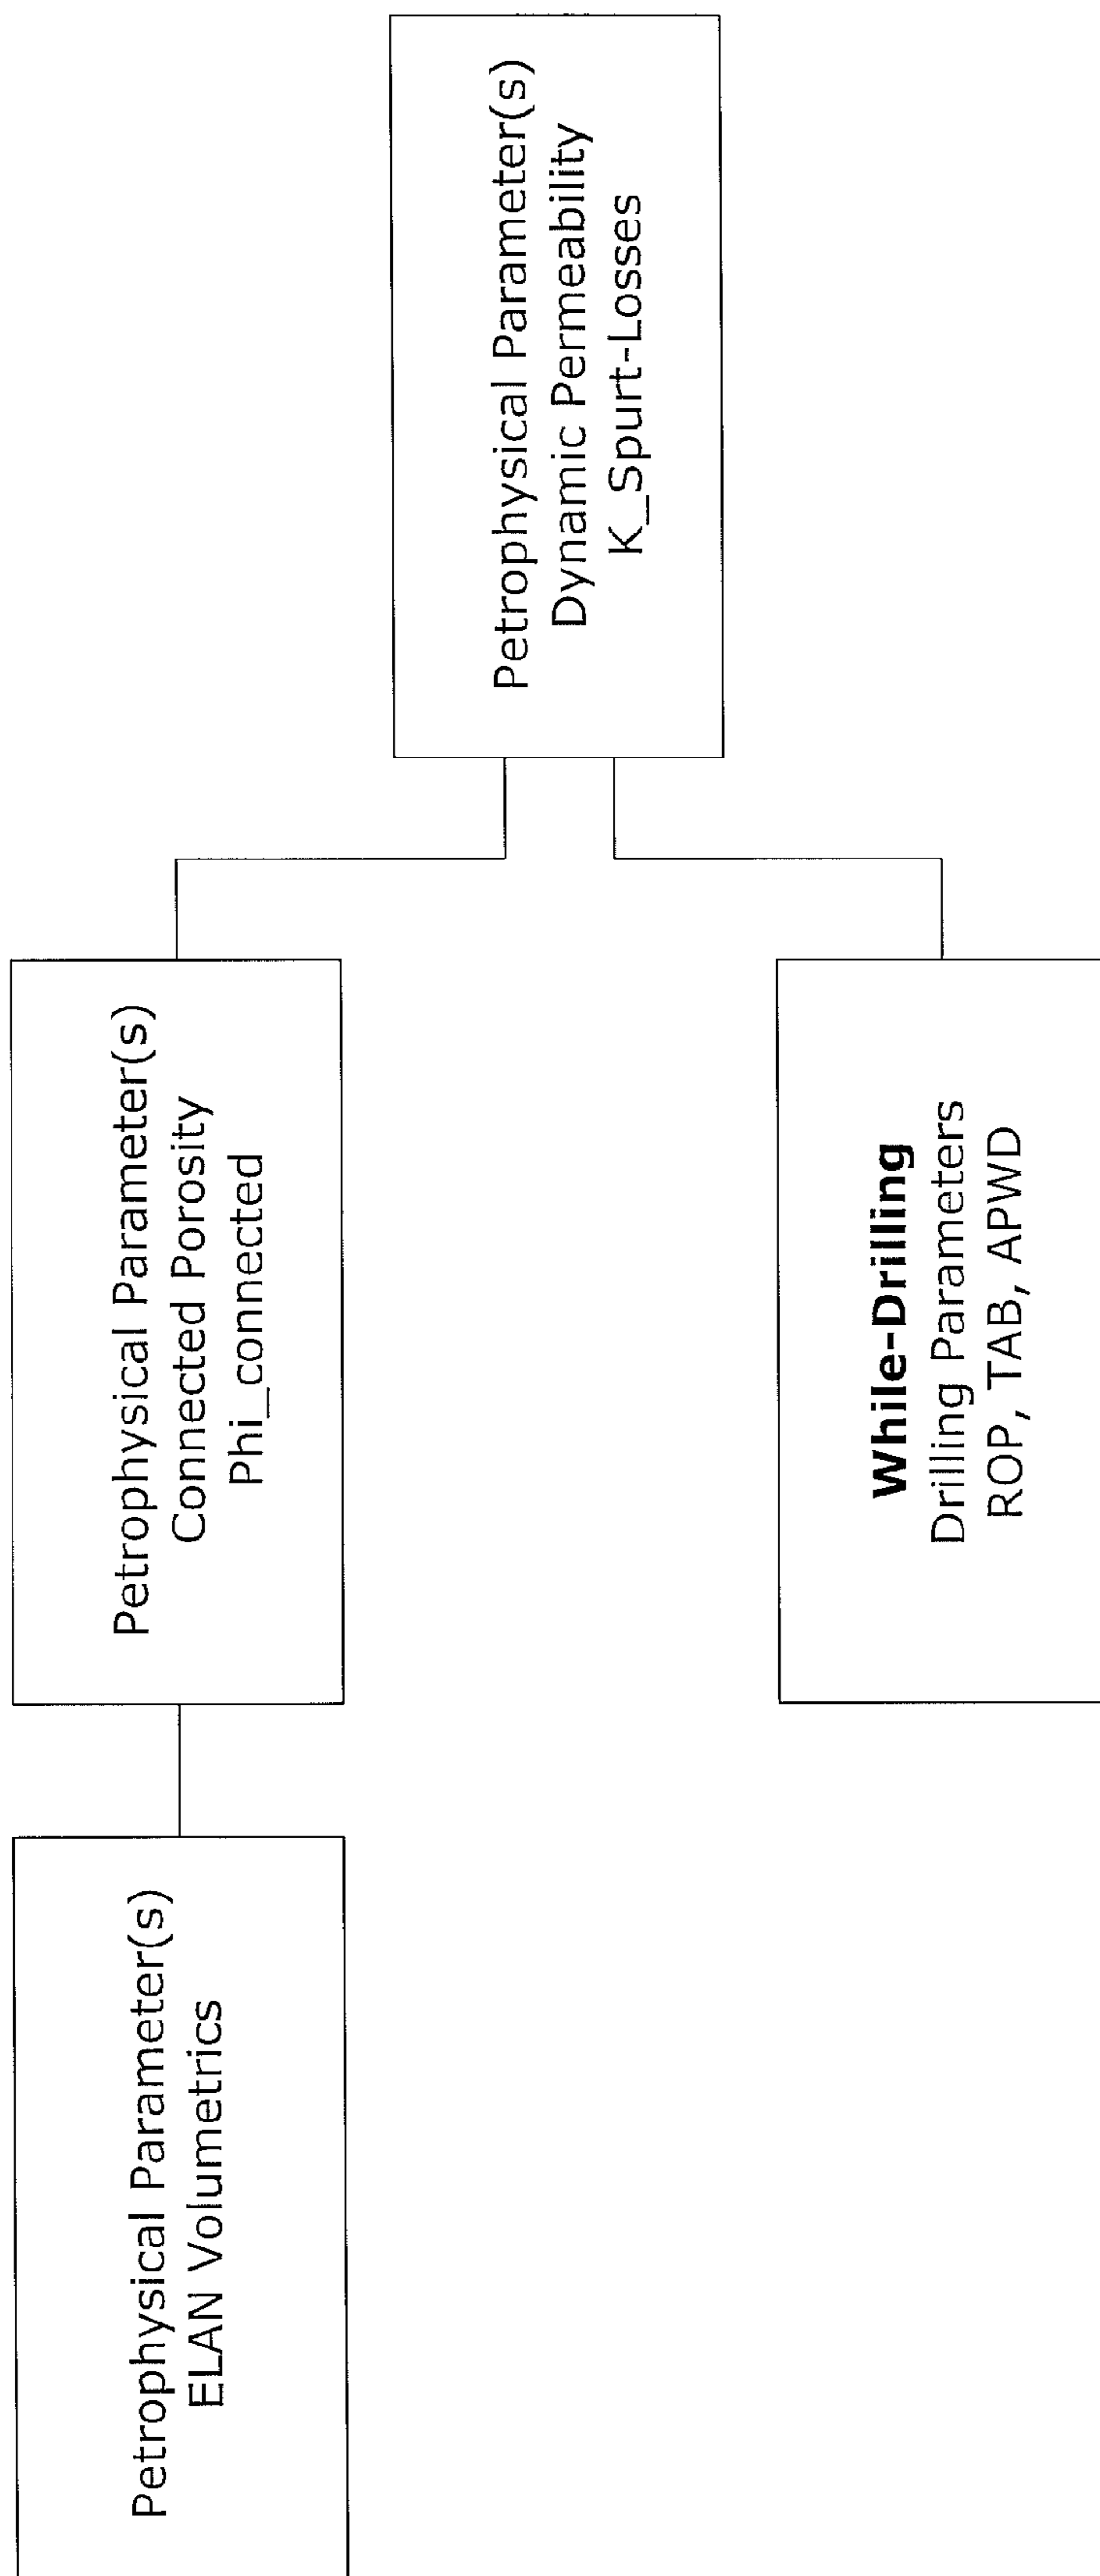 Petrophysical Parameter(s)
ELAN Volumetrics
Petrophysical Parameter(s)
Connected Porosity
Phi_connected
Petrophysical Parameter(s)
Dynamic Permeability
K_Spurt-Losses
While-Drilling
Drilling Parameters
ROP, TAB, APWD